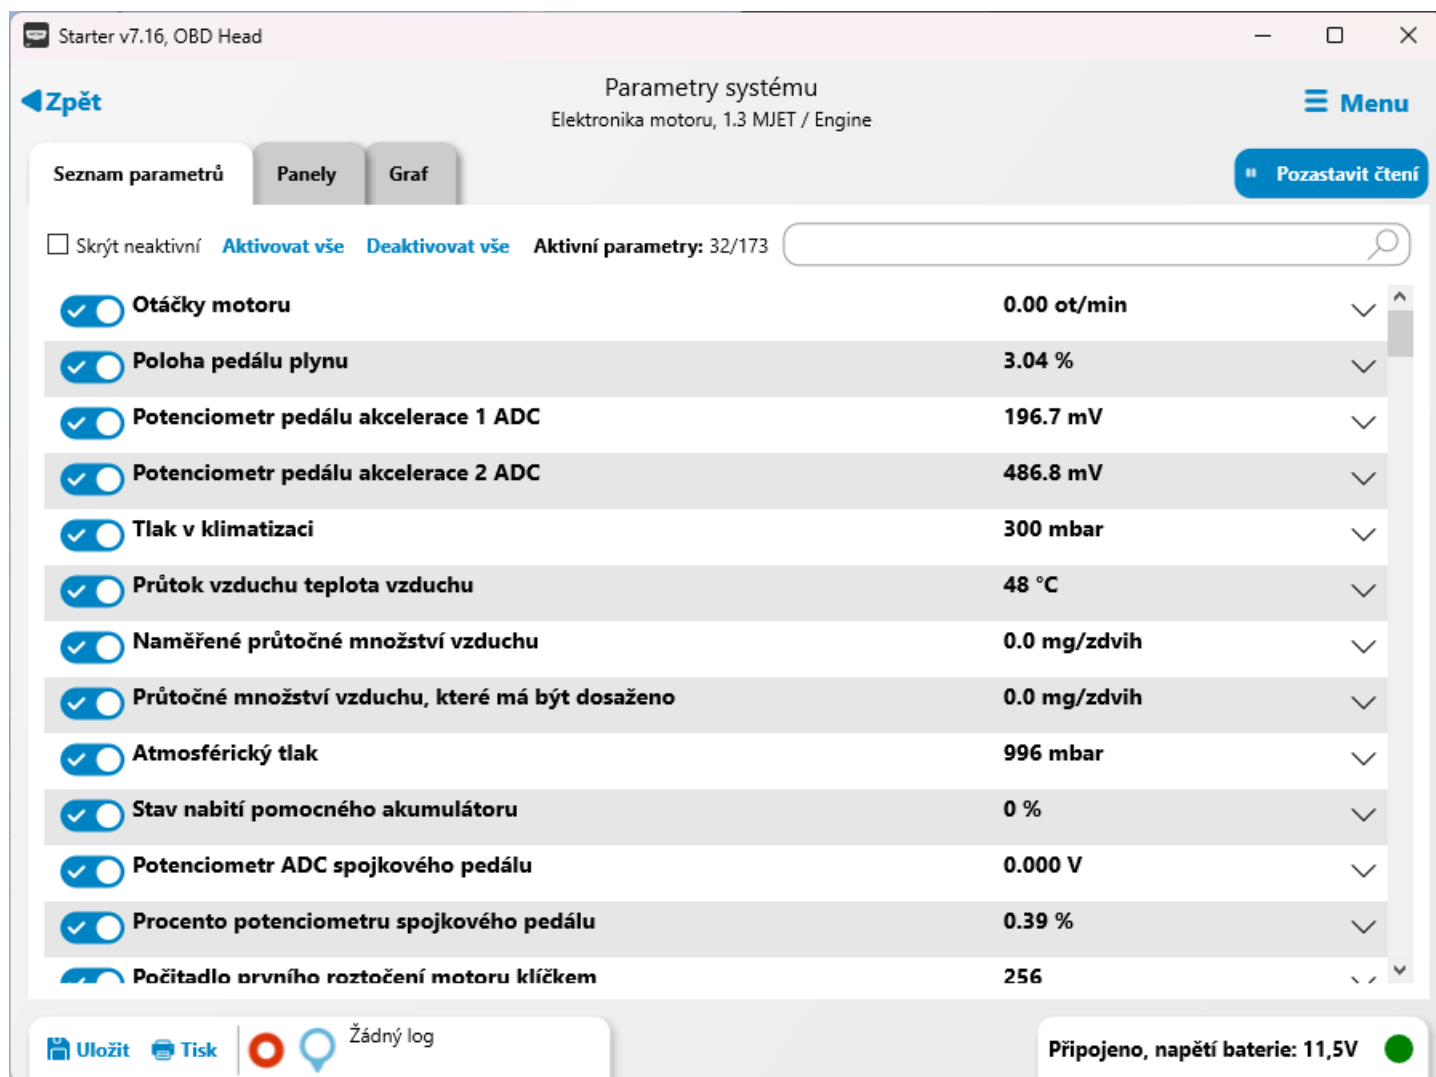 Starter v7.16, OBD Head
Zpět
Parametry systému
Elektronika motoru, 1.3 MJET / Engine
Menu
Seznam parametrů
Panely
Graf
Pozastavit čtení
Skrýt neaktivní
Aktivovat vše
Deaktivovat vše
Aktivní parametry: 32/173
Otáčky motoru 0.00 ot/min
Poloha pedálu plynu 3.04 %
Potenciometr pedálu akcelerace 1 ADC 196.7 mV
Potenciometr pedálu akcelerace 2 ADC 486.8 mV
Tlak v klimatizaci 300 mbar
Průtok vzduchu teplota vzduchu 48 °C
Naměřené průtočné množství vzduchu 0.0 mg/zdvih
Průtočné množství vzduchu, které má být dosaženo 0.0 mg/zdvih
Atmosférický tlak 996 mbar
Stav nabití pomocného akumulátoru 0 %
Potenciometr ADC spojkového pedálu 0.000 V
Procento potenciometru spojkového pedálu 0.39 %
Počitadlo prvního roztočení motoru klíčkem 256
Uložit
Tisk
Žádný log
Připojeno, napětí baterie: 11,5V